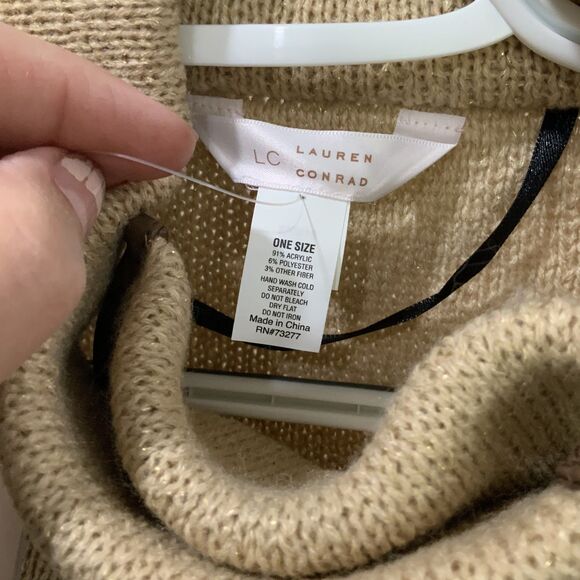 LC LAUREN
CONRAD
ONE SIZE
91% ACRYLIC
6% POLYESTER
3% OTHER FIBER
HAND WASH COLD
SEPARATELY
DO NOT BLEACH
DRY FLAT
DO NOT IRON
Made in China
RN#73277